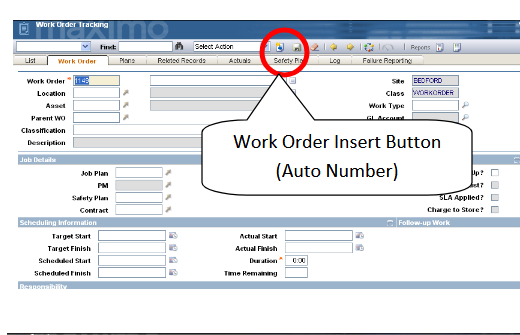 Work Order Tracking
maximo
Find: Select Action Reports
List Work Order Plans Related Records Actuals Safety Pla Log Failure Reporting
Work Order * 1149 Site BEDFORD
Location Class WORKORDER
Asset Work Type
Parent WO GL Account
Classification
Description
Work Order Insert Button
(Auto Number)
Job Details
Job Plan Up?
PM
Safety Plan SLA Applied?
Contract Charge to Store?
Scheduling Information Follow-up Work
Target Start Actual Start
Target Finish Actual Finish
Scheduled Start Duration * 0:00
Scheduled Finish Time Remaining
Responsibility